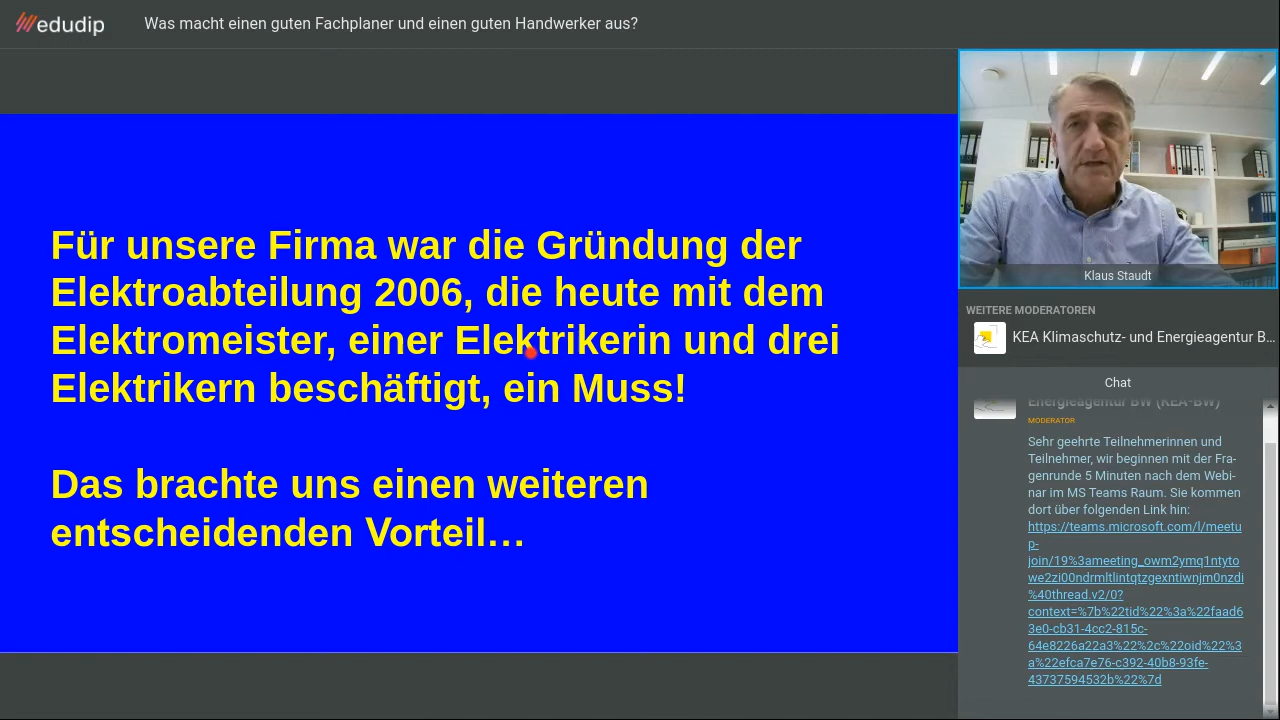 edudip
Was macht einen guten Fachplaner und einen guten Handwerker aus?
Für unsere Firma war die Gründung der
Elektroabteilung 2006, die heute mit dem
Elektromeister, einer Elektrikerin und drei
Elektrikern beschäftigt, ein Muss!
Das brachte uns einen weiteren
entscheidenden Vorteil…
Klaus Staudt
WEITERE MODERATOREN
KEA Klimaschutz- und Energieagentur B...
Chat
Energieagentur BW (KEA-BW)
MODERATOR
Sehr geehrte Teilnehmerinnen und
Teilnehmer, wir beginnen mit der Fra-
genrunde 5 Minuten nach dem Webi-
nar im MS Teams Raum. Sie kommen
dort über folgenden Link hin:
https://teams.microsoft.com/l/meetu
p-
join/19%3ameeting_owm2ymq1ntyto
we2zi00ndrmltlintqtzgexntiwnjm0nzdi
%40thread.v2/0?
context=%7b%22tid%22%3a%22faad6
3e0-cb31-4cc2-815c-
64e8226a22a3%22%2c%22oid%22%3
a%22efca7e76-c392-40b8-93fe-
43737594532b%22%7d